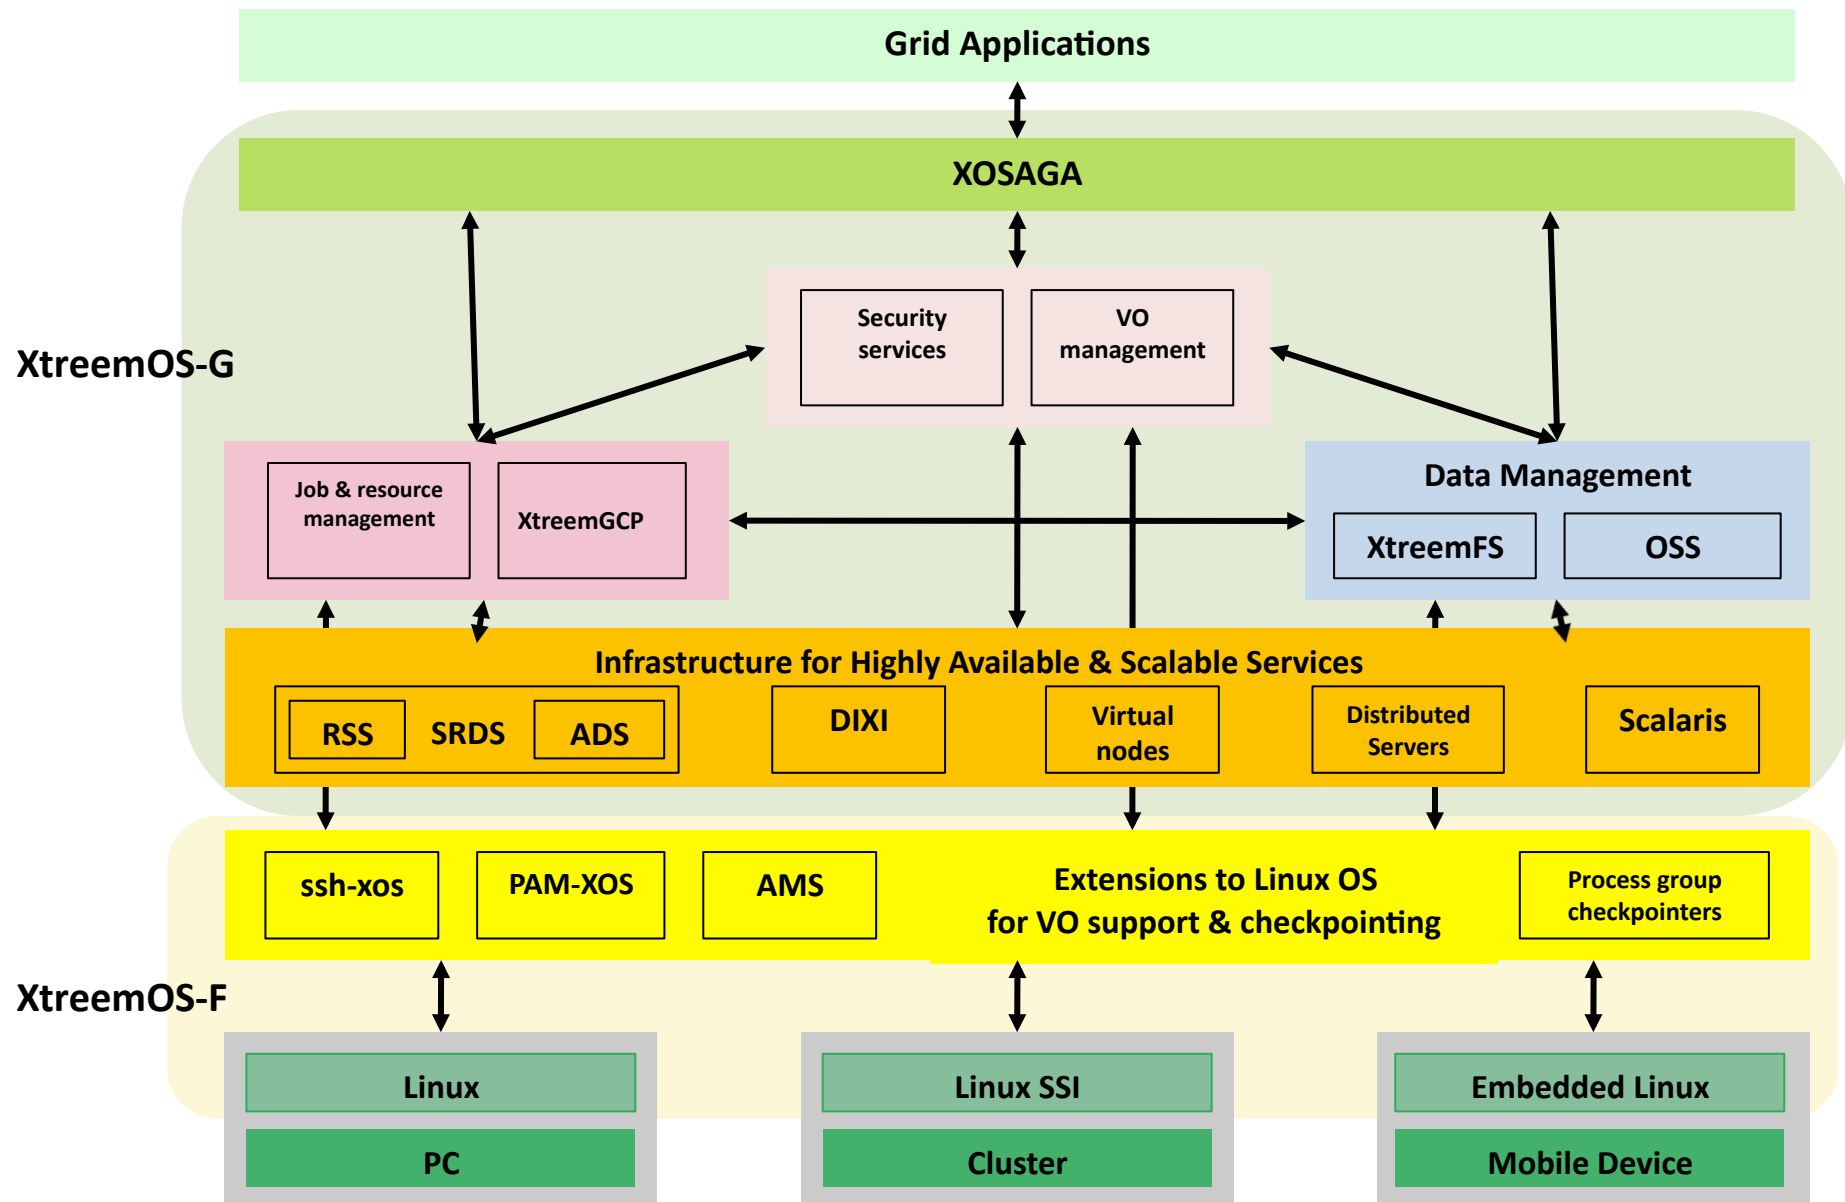 Grid Applications
XOSAGA
XtreemOS-G
Security
services
VO
management
Job & resource
management
XtreemGCP
Data Management
XtreemFS
OSS
Infrastructure for Highly Available & Scalable Services
RSS
SRDS
ADS
DIXI
Virtual
nodes
Distributed
Servers
Scalaris
ssh-xos
PAM-XOS
AMS
Extensions to Linux OS
for VO support & checkpointing
Process group
checkpointers
XtreemOS-F
Linux
PC
Linux SSI
Cluster
Embedded Linux
Mobile Device